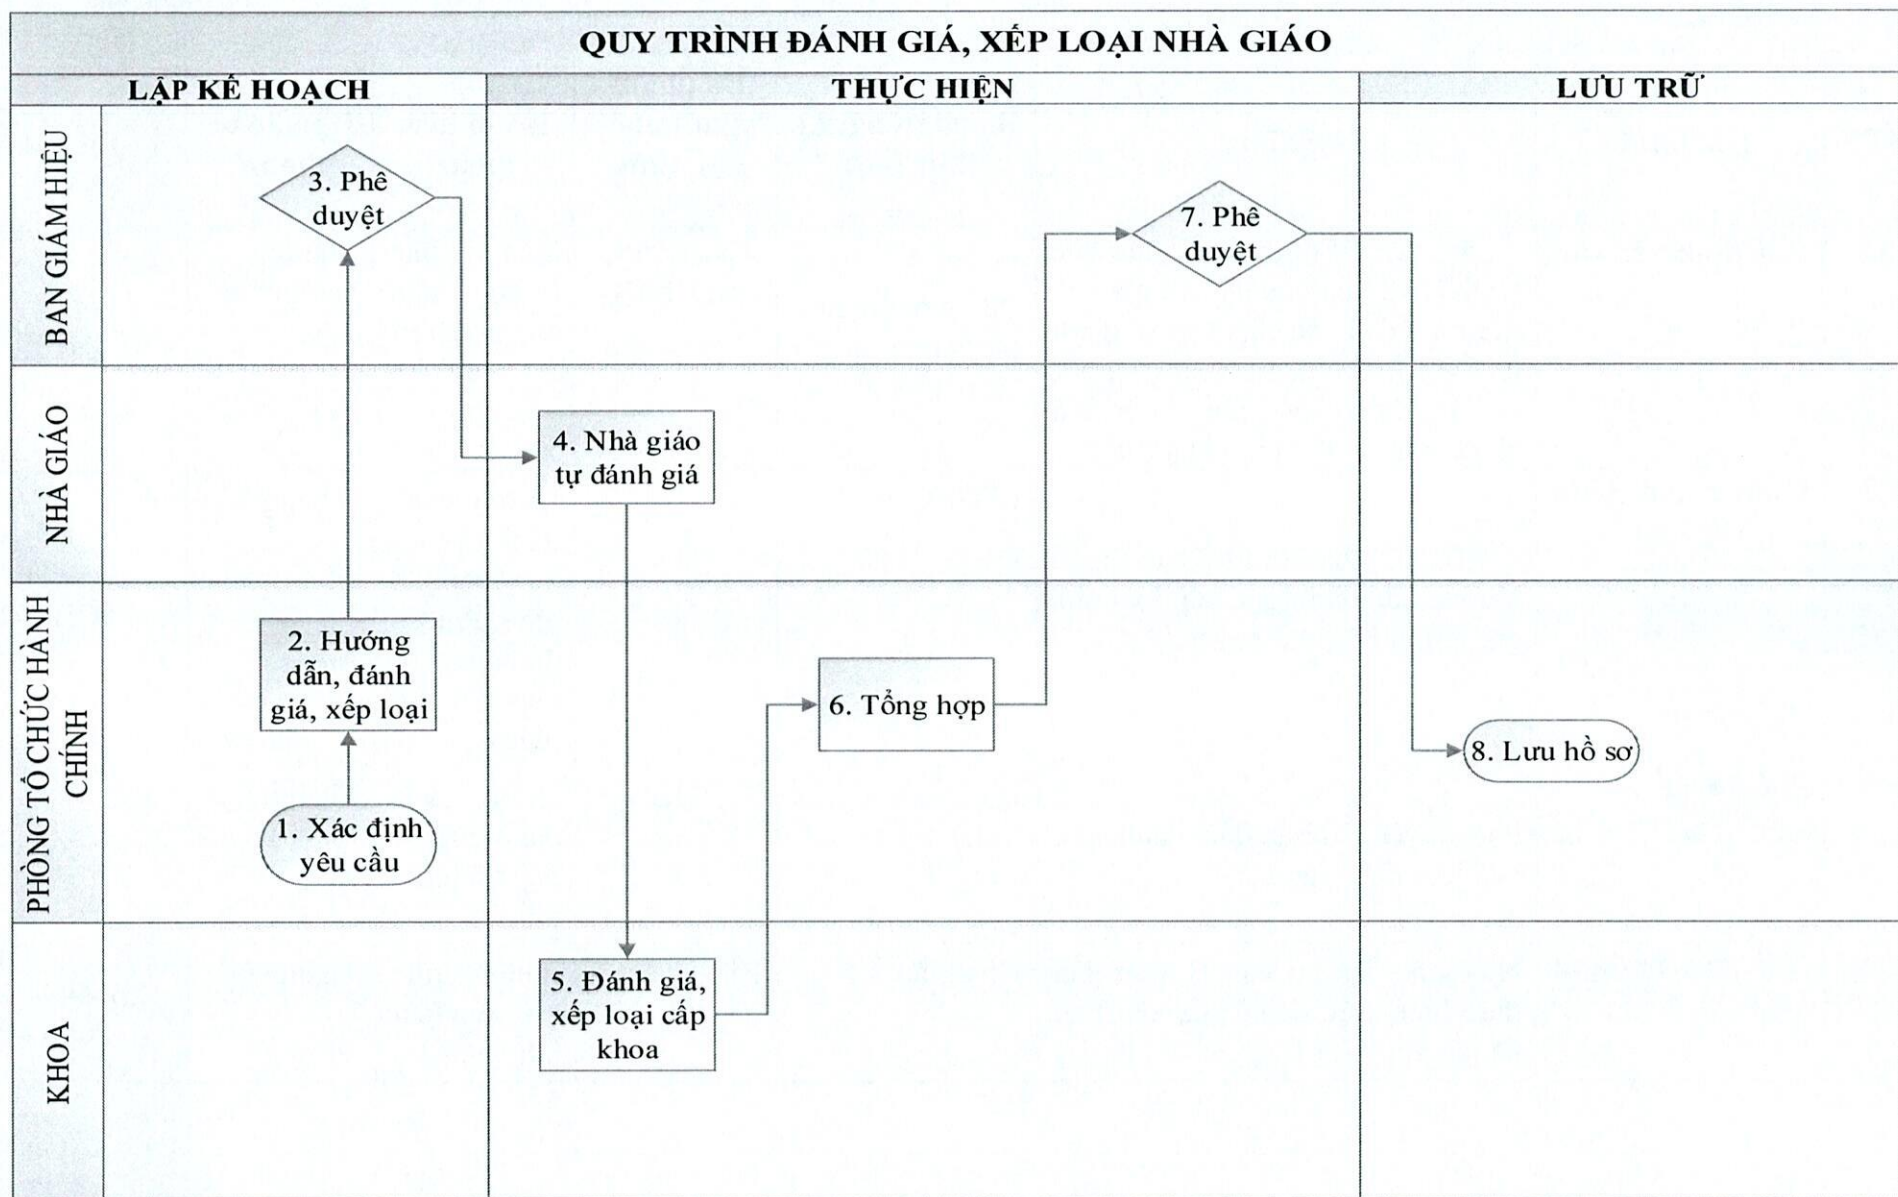 QUY TRÌNH ĐÁNH GIÁ, XẾP LOẠI NHÀ GIÁO
LẬP KẾ HOẠCH
THỰC HIỆN
LƯU TRỮ
BAN GIÁM HIỆU
3. Phê
duyệt
7. Phê
duyệt
NHÀ GIÁO
4. Nhà giáo
tự đánh giá
PHÒNG TỔ CHỨC HÀNH
CHÍNH
2. Hướng
dẫn, đánh
giá, xếp loại
6. Tổng hợp
8. Lưu hồ sơ
1. Xác định
yêu cầu
KHOA
5. Đánh giá,
xếp loại cấp
khoa